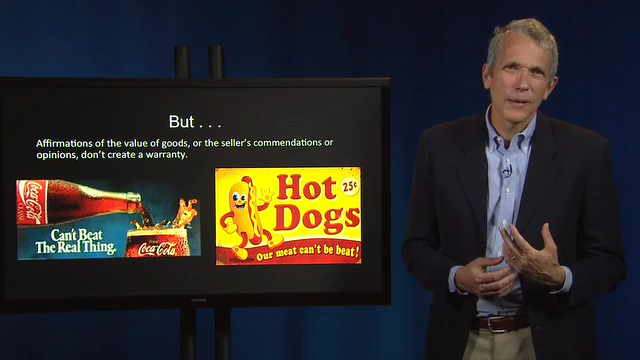 But . . .
Affirmations of the value of goods, or the seller's commendations or
opinions, don't create a warranty.
Coca-Cola
Can't Beat
The Real Thing.
Coca-Cola
Hot
25¢
Dogs
Our meat can't be beat!